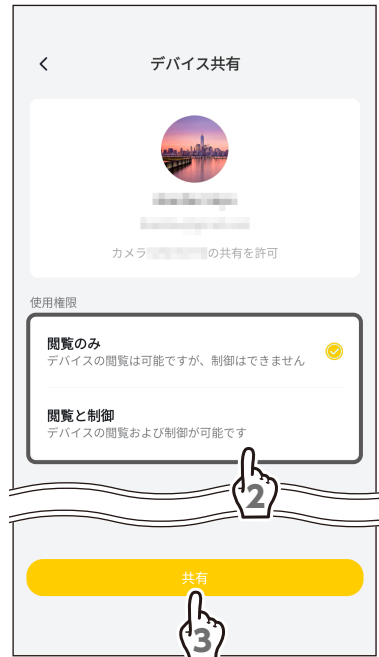 デバイス共有
カメラ の共有を許可
使用権限
閲覧のみ
デバイスの閲覧は可能ですが、制御はできません
閲覧と制御
デバイスの閲覧および制御が可能です
2
共有
3